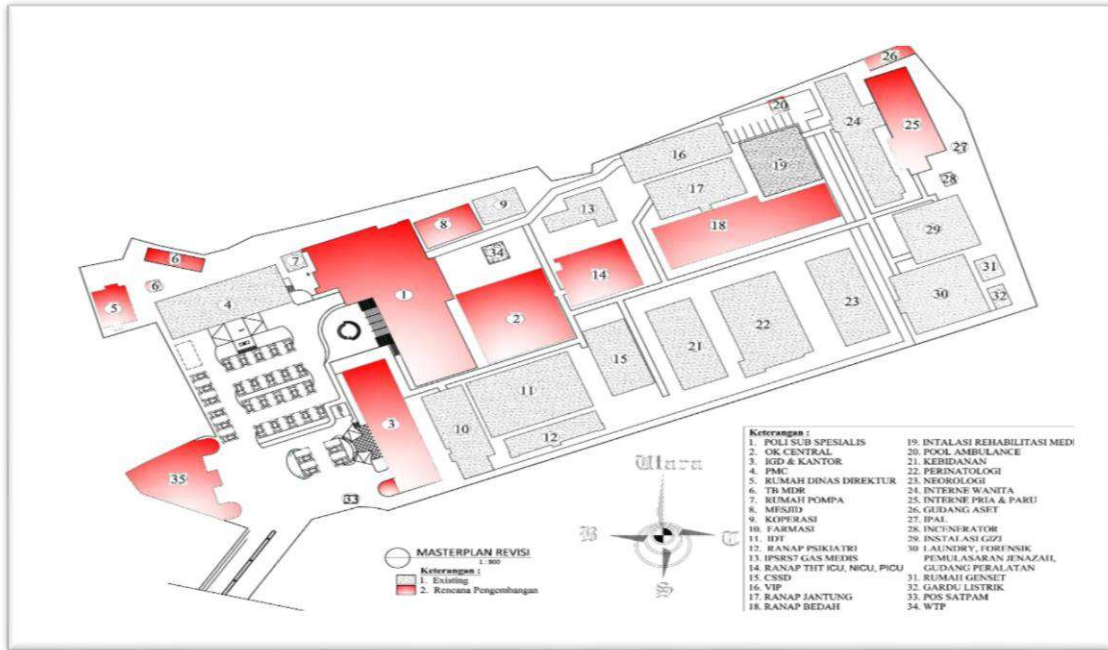 26
20
25
24
16
19
27
17
28
9
13
8
18
29
34
7
6
31
6
14
1
30
5
32
4
2
23
22
15
21
11
3
10
12
35
33
Utara
B
T
S
MASTERPLAN REVISI
1 : 800
Keterangan :
1. Existing
2. Rencana Pengembangan
Keterangan :
1. POLI SUB SPESIALIS
2. OK CENTRAL
3. IGD & KANTOR
4. PMC
5. RUMAH DINAS DIREKTUR
6. TB MDR
7. RUMAH POMPA
8. MESJID
9. KOPERASI
10. FARMASI
11. IDT
12. RANAP PSIKIATRI
13. IPSRST GAS MEDIS
14. RANAP THT ICU, NICU, PICU
15. CSSD
16. VIP
17. RANAP JANTUNG
18. RANAP BEDAH
19. INTALASI REHABILITASI MEDI
20. POOL AMBULANCE
21. KEBIDANAN
22. PERINATOLOGI
23. NEOROLOGI
24. INTERNE WANITA
25. INTERNE PRIA & PARU
26. GUDANG ASET
27. IPAL
28. INCENERATOR
29. INSTALASI GIZI
30 LAUNDRY, FORENSIK
PEMULASARAN JENAZAH,
GUDANG PERALATAN
31. RUMAH GENSET
32. GARDU LISTRIK
33. POS SATPAM
34. WTP